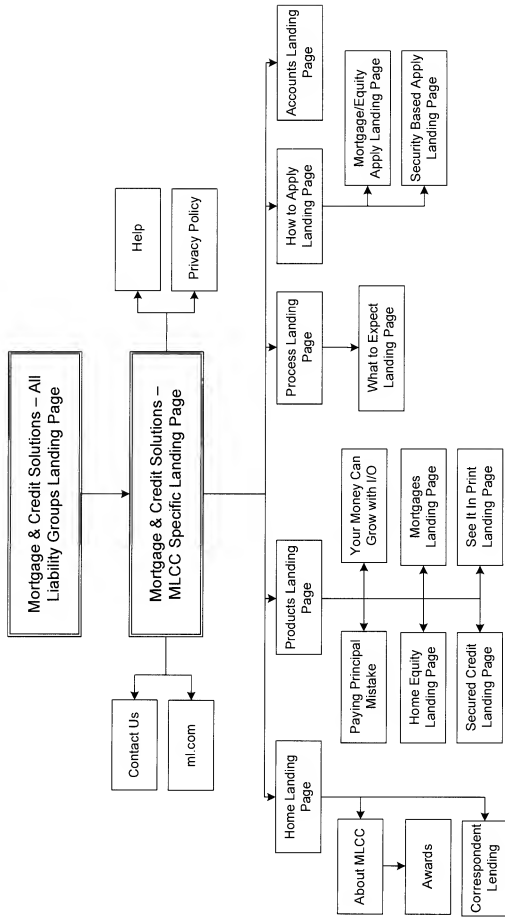 Mortgage & Credit Solutions – All
Liability Groups Landing Page
Mortgage & Credit Solutions –
MLCC Specific Landing Page
Contact Us
ml.com
Help
Privacy Policy
Home Landing
Page
Products Landing
Page
Process Landing
Page
How to Apply
Landing Page
Accounts Landing
Page
About MLCC
Awards
Correspondent
Lending
Paying Principal
Mistake
Your Money Can
Grow with I/O
Home Equity
Landing Page
Mortgages
Landing Page
Secured Credit
Landing Page
See It In Print
Landing Page
What to Expect
Landing Page
Mortgage/Equity
Apply Landing Page
Security Based Apply
Landing Page